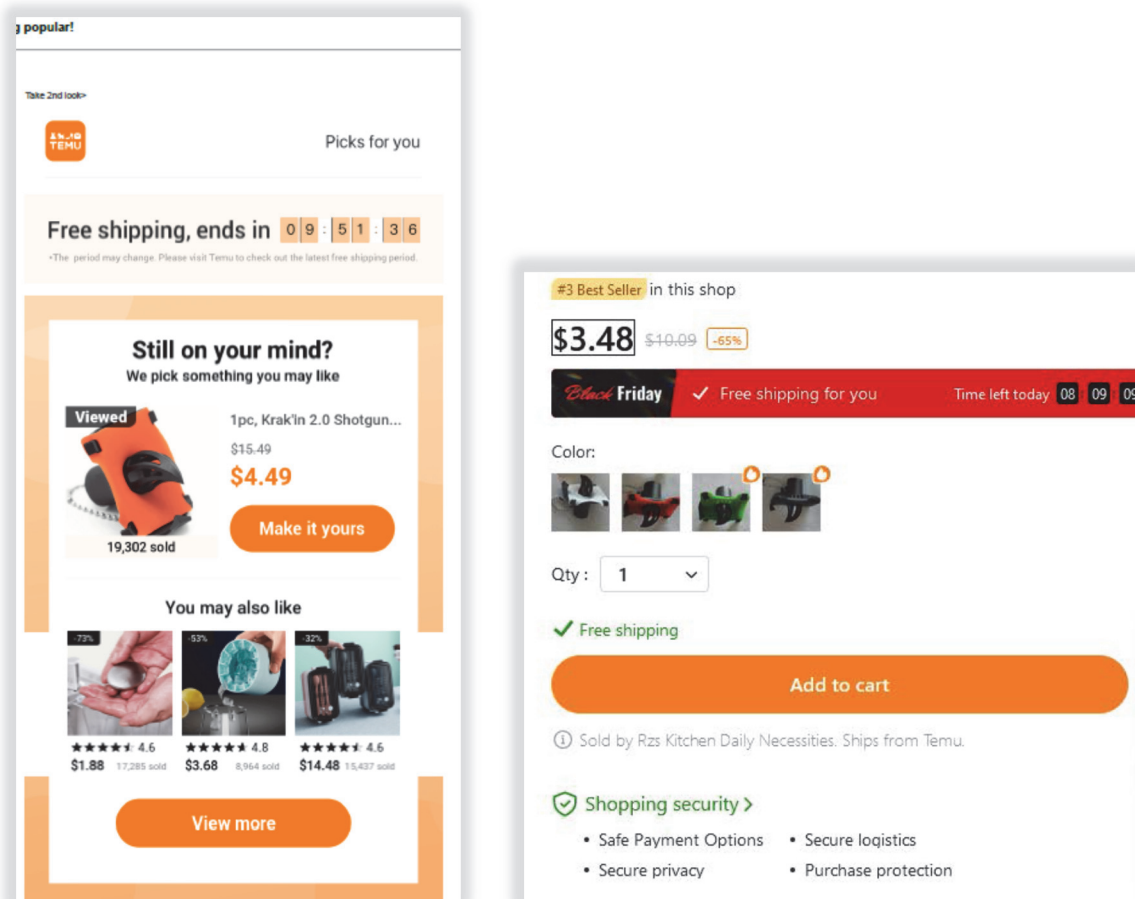 g popular!
Take 2nd look>
TEMU
Picks for you
Free shipping, ends in 09:51:36
*The period may change. Please visit Temu to check out the latest free shipping period.
Still on your mind?
We pick something you may like
Viewed
1pc, Krak'in 2.0 Shotgun...
$15.49
$4.49
Make it yours
19,302 sold
You may also like
-73%
-53%
-32%
4.6
4.8
4.6
$1.88 17,285 sold
$3.68 8,964 sold
$14.48 15,437 sold
View more
#3 Best Seller in this shop
$3.48 $10.09 -65%
Black Friday ✓ Free shipping for you Time left today 08 : 09 : 09
Color:
Qty : 1
✓ Free shipping
Add to cart
Sold by Rzs Kitchen Daily Necessities. Ships from Temu.
Shopping security >
• Safe Payment Options • Secure logistics
• Secure privacy • Purchase protection